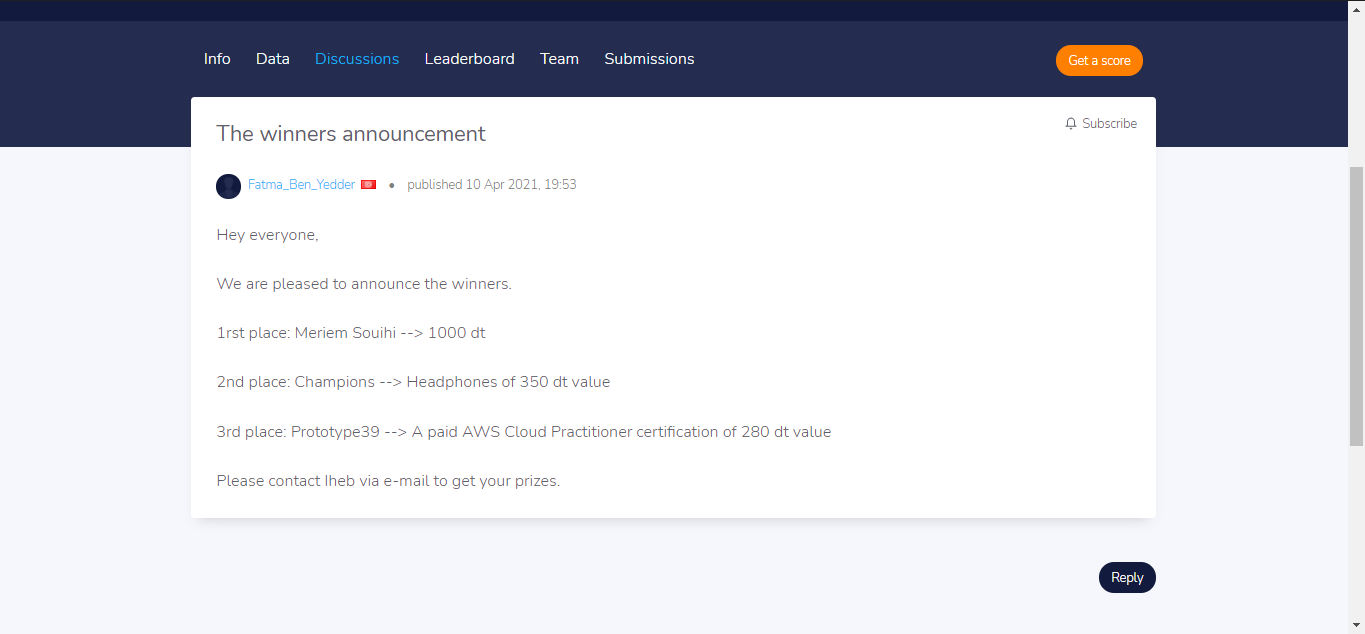 Info Data Discussions Leaderboard Team Submissions Get a score
The winners announcement
Subscribe
Fatma_Ben_Yedder • published 10 Apr 2021, 19:53
Hey everyone,
We are pleased to announce the winners.
1rst place: Meriem Souihi --> 1000 dt
2nd place: Champions --> Headphones of 350 dt value
3rd place: Prototype39 --> A paid AWS Cloud Practitioner certification of 280 dt value
Please contact Iheb via e-mail to get your prizes.
Reply